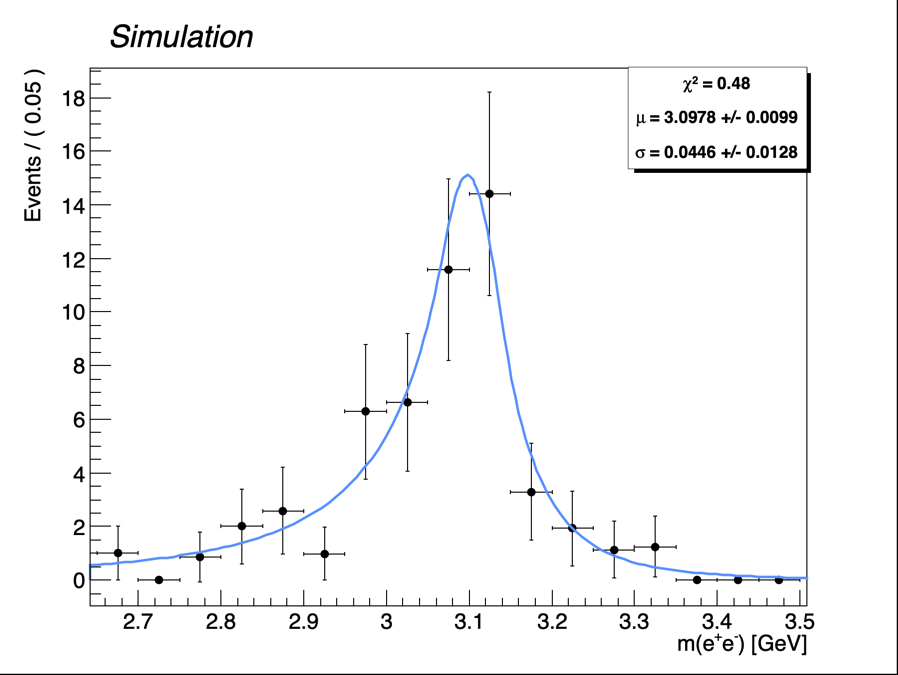 Simulation
Events / ( 0.05 )
χ² = 0.48
μ = 3.0978 +/- 0.0099
σ = 0.0446 +/- 0.0128
18
16
14
12
10
8
6
4
2
0
2.7 2.8 2.9 3 3.1 3.2 3.3 3.4 3.5
m(e⁺e⁻) [GeV]